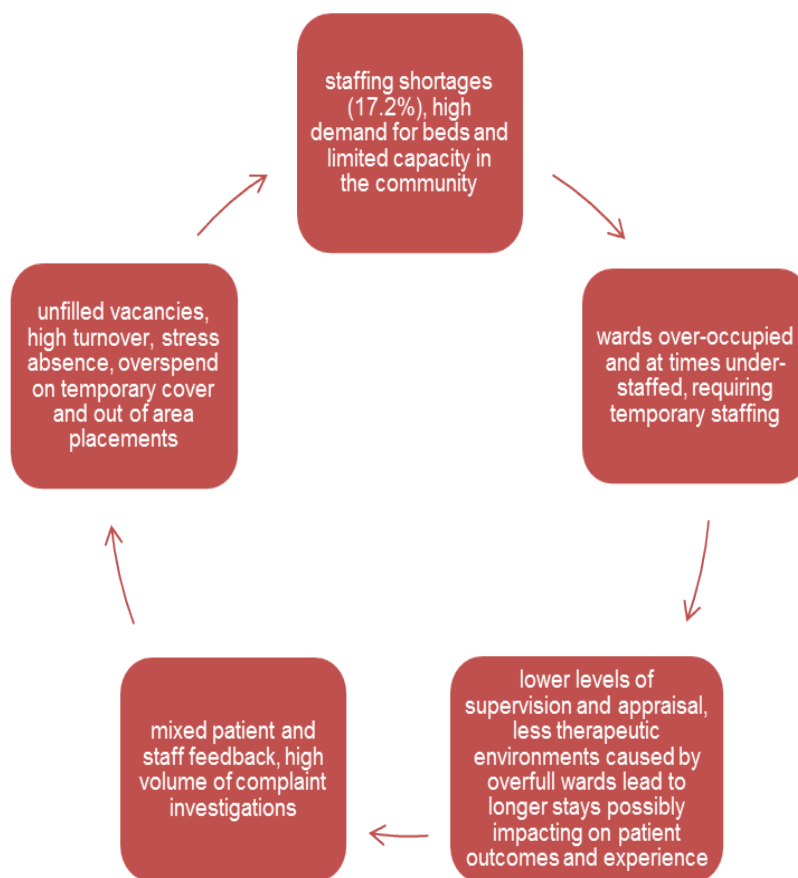 staffing shortages
(17.2%), high
demand for beds and
limited capacity in
the community
wards over-occupied
and at times under-
staffed, requiring
temporary staffing
lower levels of
supervision and appraisal,
less therapeutic
environments caused by
overfull wards lead to
longer stays possibly
impacting on patient
outcomes and experience
mixed patient and
staff feedback, high
volume of complaint
investigations
unfilled vacancies,
high turnover, stress
absence, overspend
on temporary cover
and out of area
placements